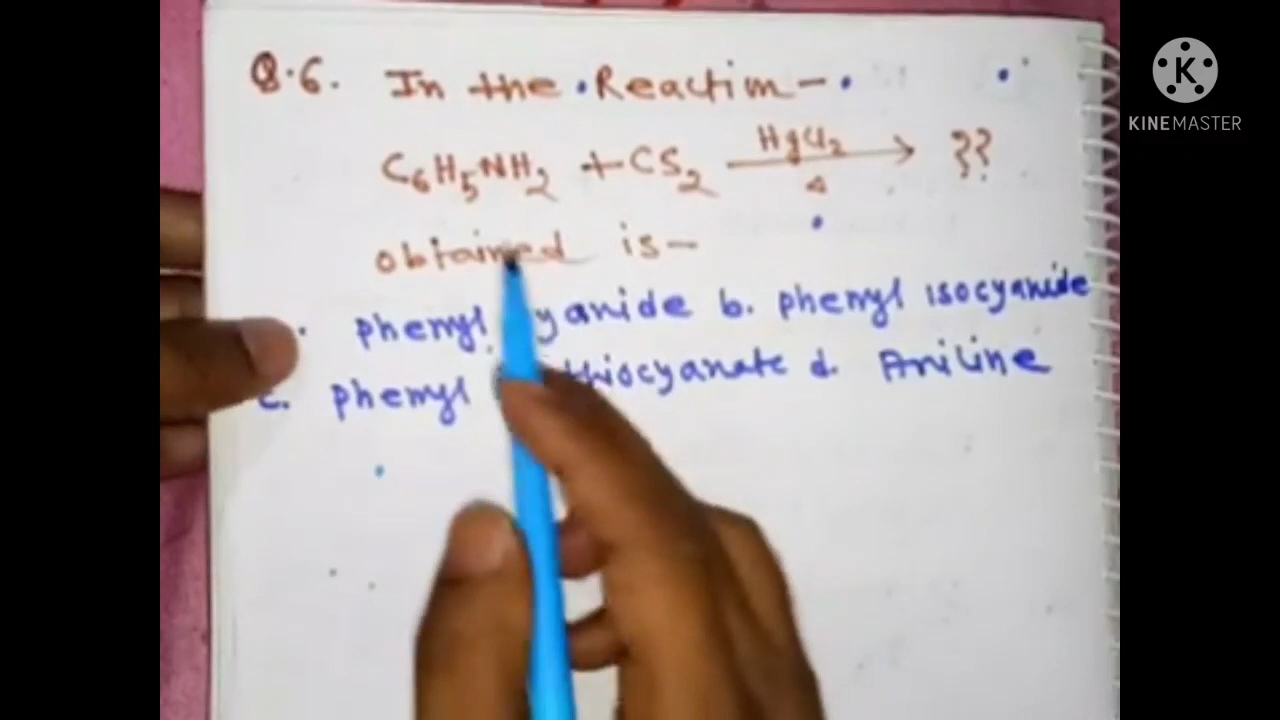 Q.6. In the Reaction -
C6H5NH2 + CS2 HgCl2 → ??
Δ
obtained is -
phenyl yanide b. phenyl isocyanide
c. phenyl thiocyanate d. Aniline
K
KINEMASTER